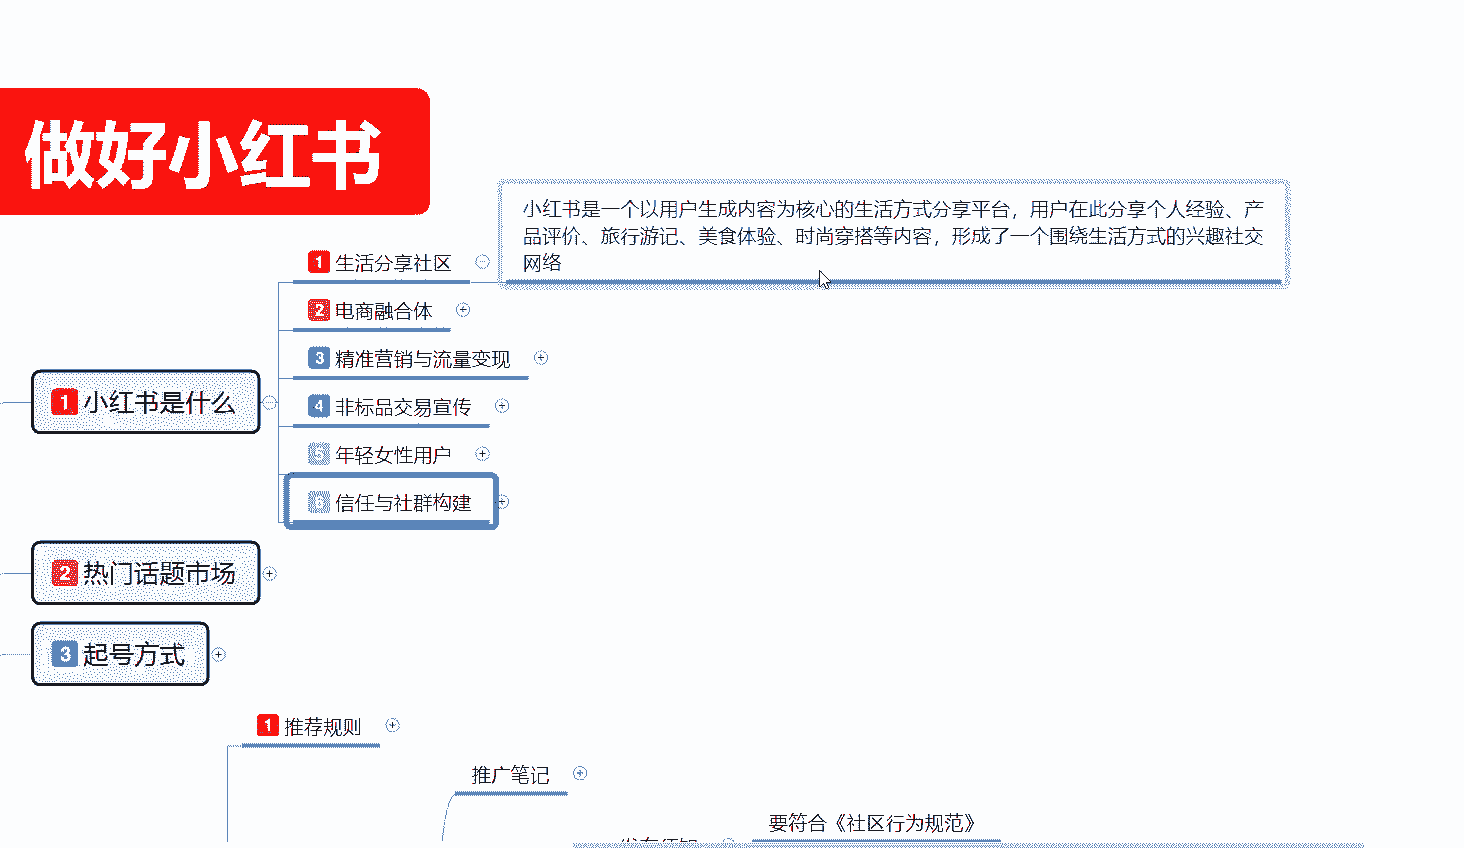 做好小红书
小红书是一个以用户生成内容为核心的生活方式分享平台，用户在此分享个人经验、产
品评价、旅行游记、美食体验、时尚穿搭等内容，形成了一个围绕生活方式的兴趣社交
网络
1 生活分享社区
2 电商融合体
3 精准营销与流量变现
4 非标品交易宣传
5 年轻女性用户
6 信任与社群构建
1 小红书是什么
2 热门话题市场
3 起号方式
1 推荐规则
推广笔记
要符合《社区行为规范》